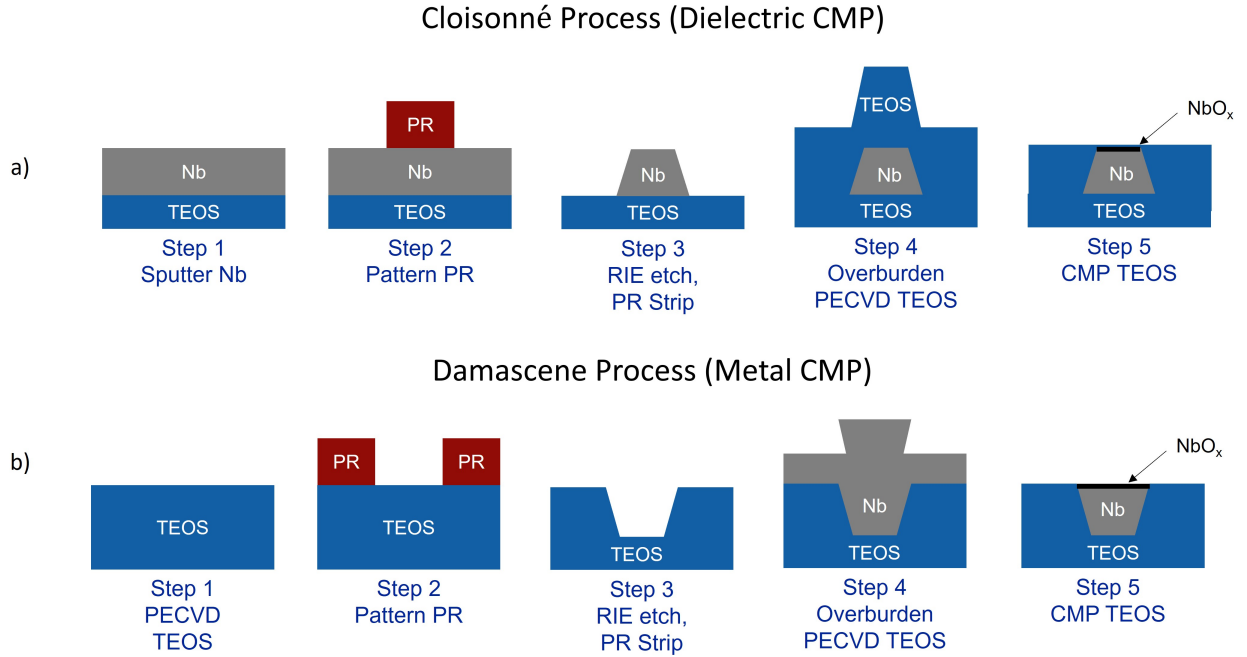 Cloisonné Process (Dielectric CMP)
a)
Nb
TEOS
Step 1
Sputter Nb
PR
Nb
TEOS
Step 2
Pattern PR
Nb
TEOS
Step 3
RIE etch,
PR Strip
TEOS
Nb
TEOS
Step 4
Overburden
PECVD TEOS
NbOₓ
Nb
TEOS
Step 5
CMP TEOS
Damascene Process (Metal CMP)
b)
TEOS
Step 1
PECVD
TEOS
PR PR
TEOS
Step 2
Pattern PR
TEOS
Step 3
RIE etch,
PR Strip
Nb
TEOS
Step 4
Overburden
PECVD TEOS
NbOₓ
Nb
TEOS
Step 5
CMP TEOS